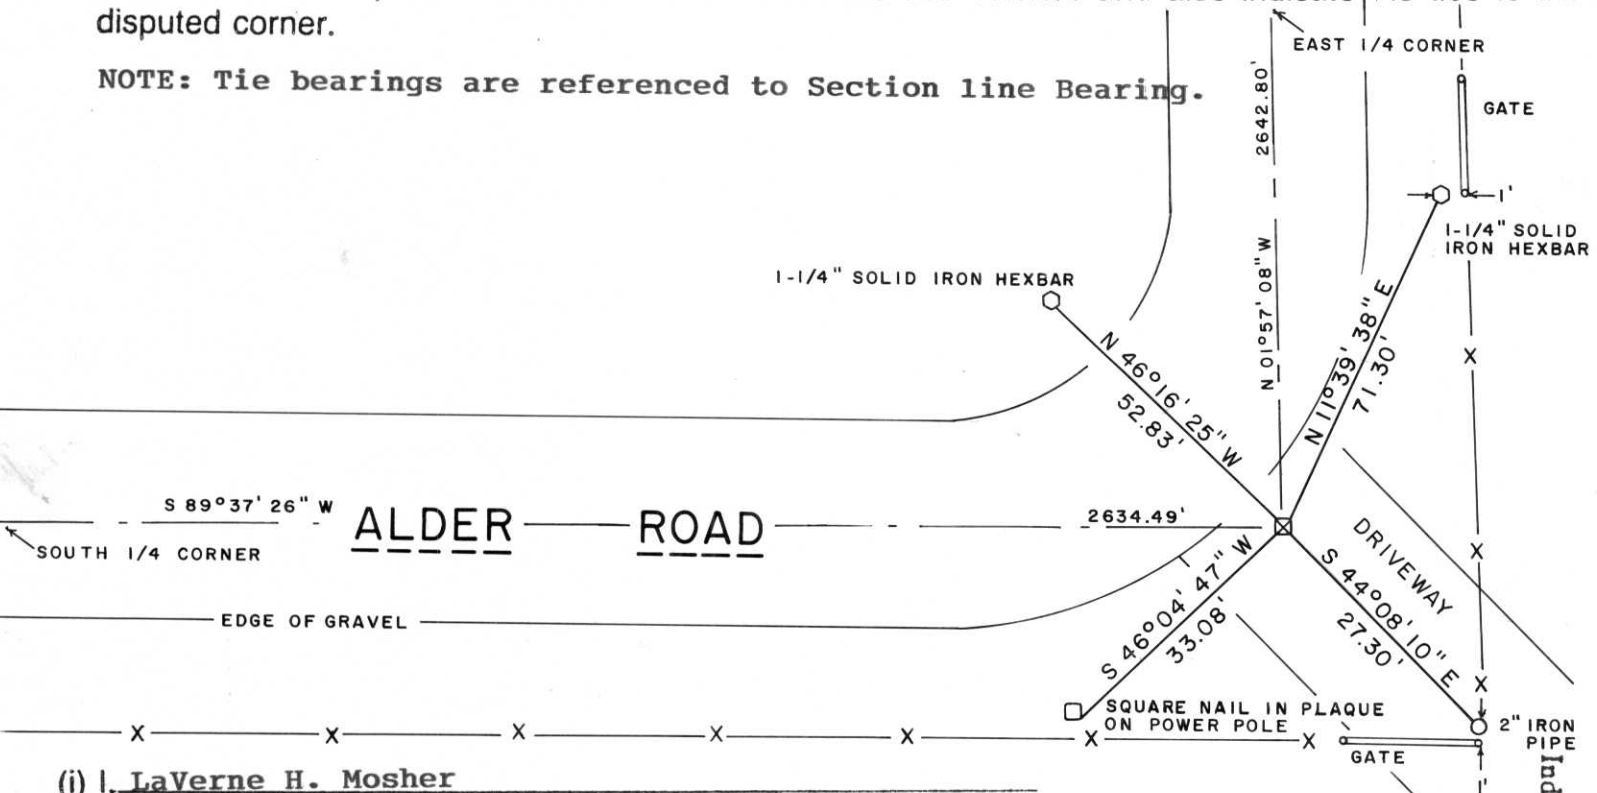 disputed corner.
NOTE: Tie bearings are referenced to Section line Bearing.
EAST 1/4 CORNER
2642.80'
GATE
1'
1-1/4" SOLID
IRON HEXBAR
1-1/4" SOLID IRON HEXBAR
N 01°57' 08" W
N 11°39' 38" E
71.30'
N 46°16' 25" W
52.83'
S 89°37' 26" W
ALDER ROAD
2634.49'
SOUTH 1/4 CORNER
DRIVEWAY
S 46°04' 47" W
33.08'
S 44°08' 10" E
27.30'
EDGE OF GRAVEL
X
X
X
SQUARE NAIL IN PLAQUE
ON POWER POLE
2" IRON
PIPE
X X X X X X X
GATE
1'
Ind
(i) I, LaVerne H. Mosher